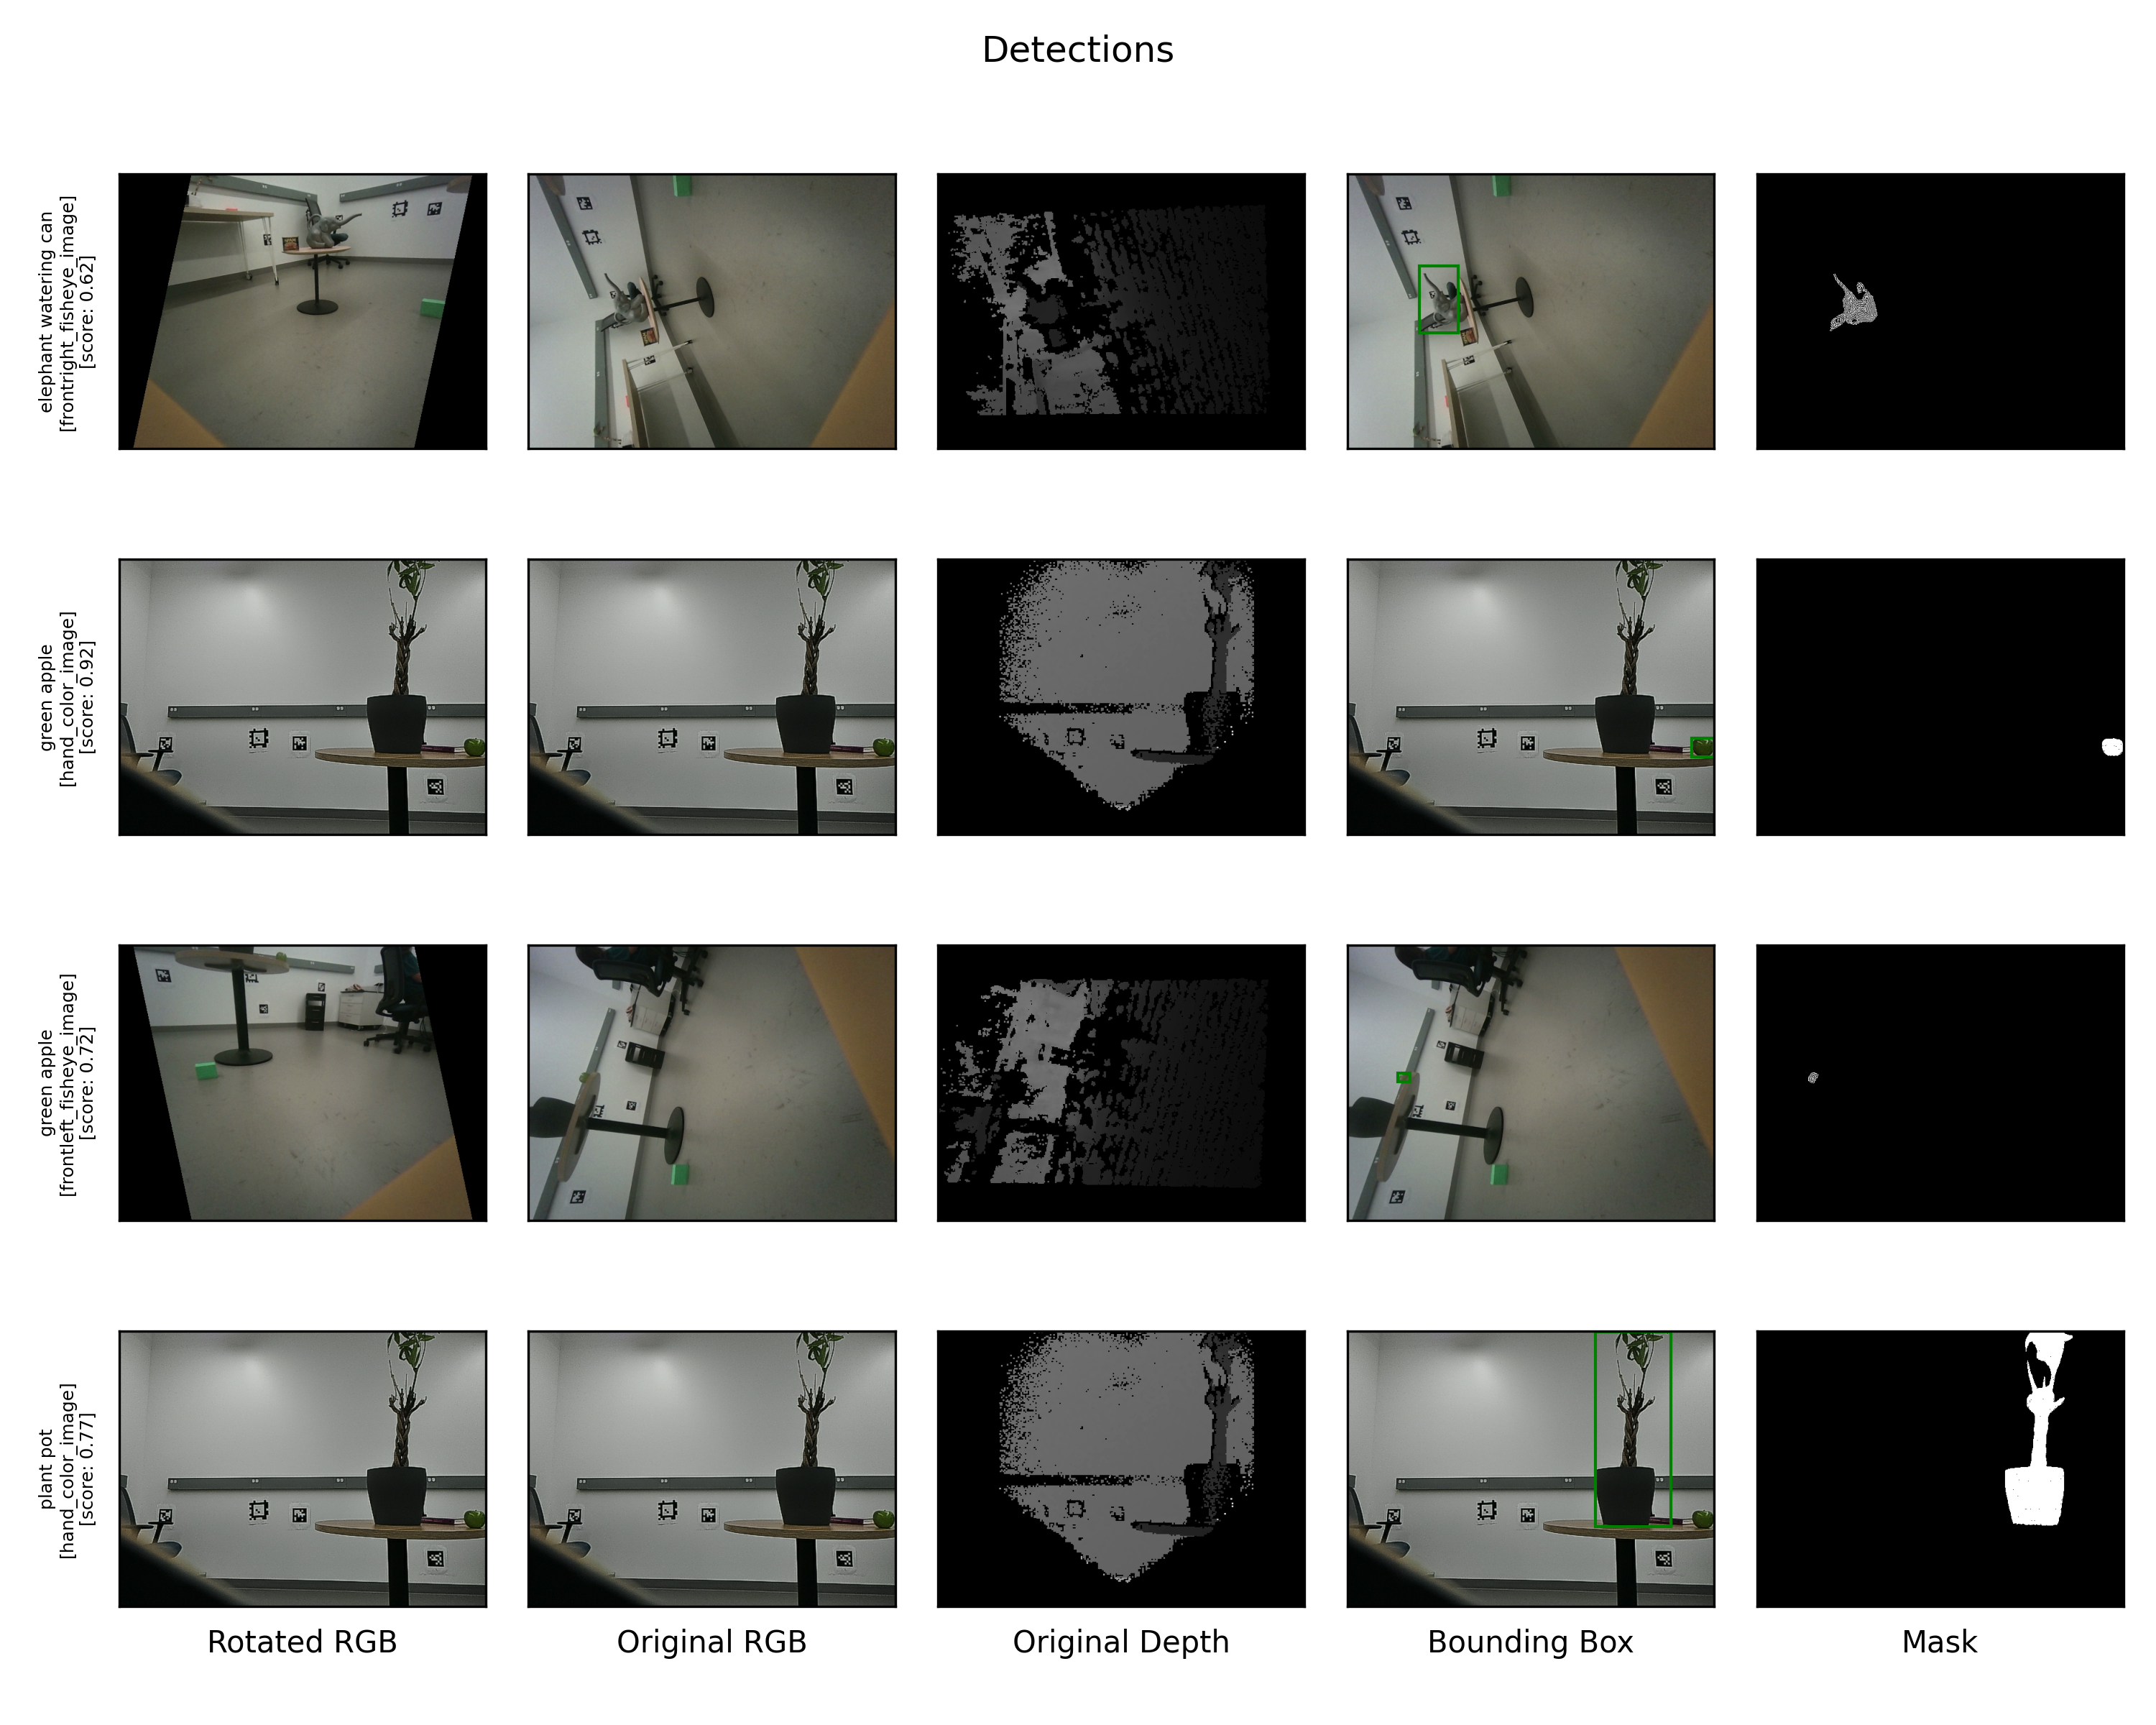 Detections
elephant watering can
[frontright_fisheye_image]
[score: 0.62]
green apple
[hand_color_image]
[score: 0.92]
green apple
[frontleft_fisheye_image]
[score: 0.72]
plant pot
[hand_color_image]
[score: 0.77]
Rotated RGB
Original RGB
Original Depth
Bounding Box
Mask